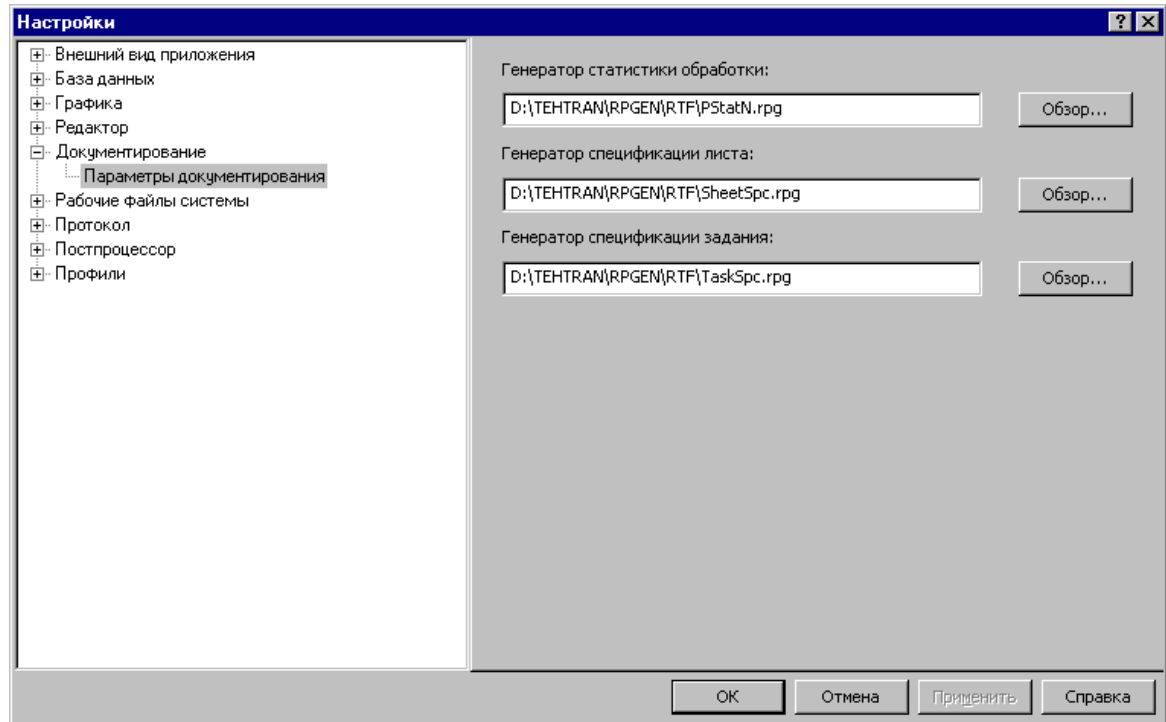 Настройки
Внешний вид приложения
База данных
Графика
Редактор
Документирование
Параметры документирования
Рабочие файлы системы
Протокол
Постпроцессор
Профили
Генератор статистики обработки:
D:\TEHTRAN\RPGEN\RTF\PStatN.rpg
Обзор...
Генератор спецификации листа:
D:\TEHTRAN\RPGEN\RTF\SheetSpc.rpg
Обзор...
Генератор спецификации задания:
D:\TEHTRAN\RPGEN\RTF\TaskSpc.rpg
Обзор...
ОК
Отмена
Применить
Справка